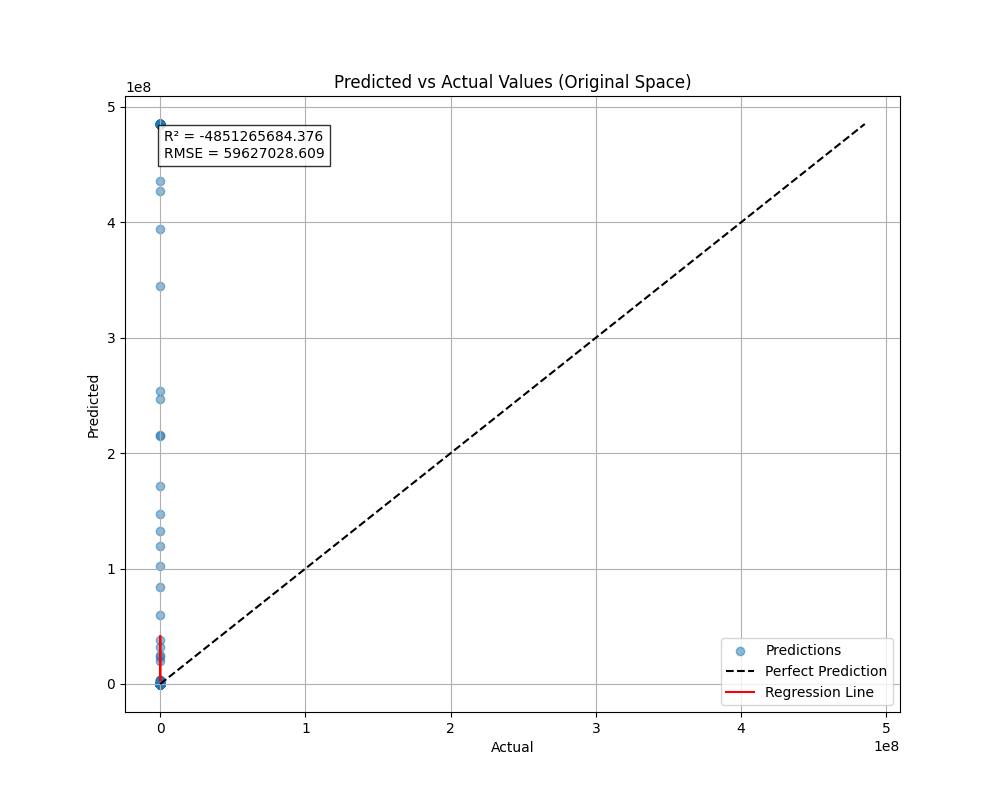 Predicted vs Actual Values (Original Space)
1e8
R² = -4851265684.376
RMSE = 59627028.609
5
4
3
2
1
0
Predicted
Predictions
Perfect Prediction
Regression Line
0 1 2 3 4 5
Actual
1e8